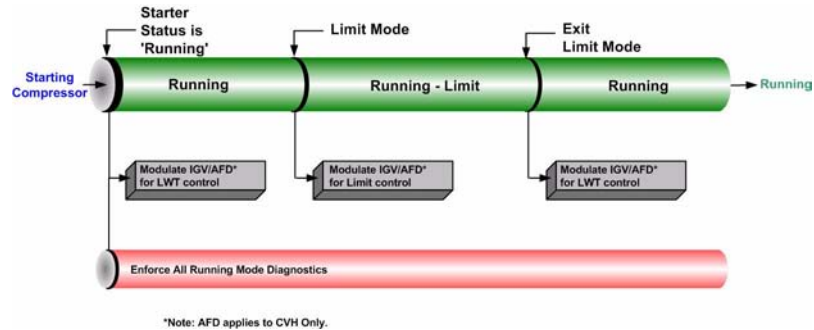 Starter
Status is
'Running'
Limit Mode
Exit
Limit Mode
Starting
Compressor
Running
Running - Limit
Running
Running
Modulate IGV/AFD*
for LWT control
Modulate IGV/AFD*
for Limit control
Modulate IGV/AFD*
for LWT control
Enforce All Running Mode Diagnostics
*Note: AFD applies to CVH Only.